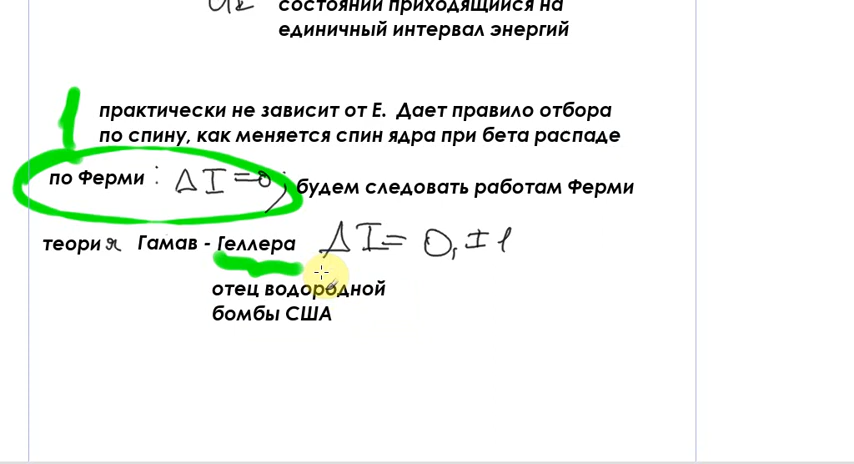 состояний приходящийся на
единичный интервал энергий
практически не зависит от Е. Дает правило отбора
по спину, как меняется спин ядра при бета распаде
по Ферми : ΔI=0; будем следовать работам Ферми
теория Гамав - Геллера ΔI= 0, ±1
отец водородной
бомбы США